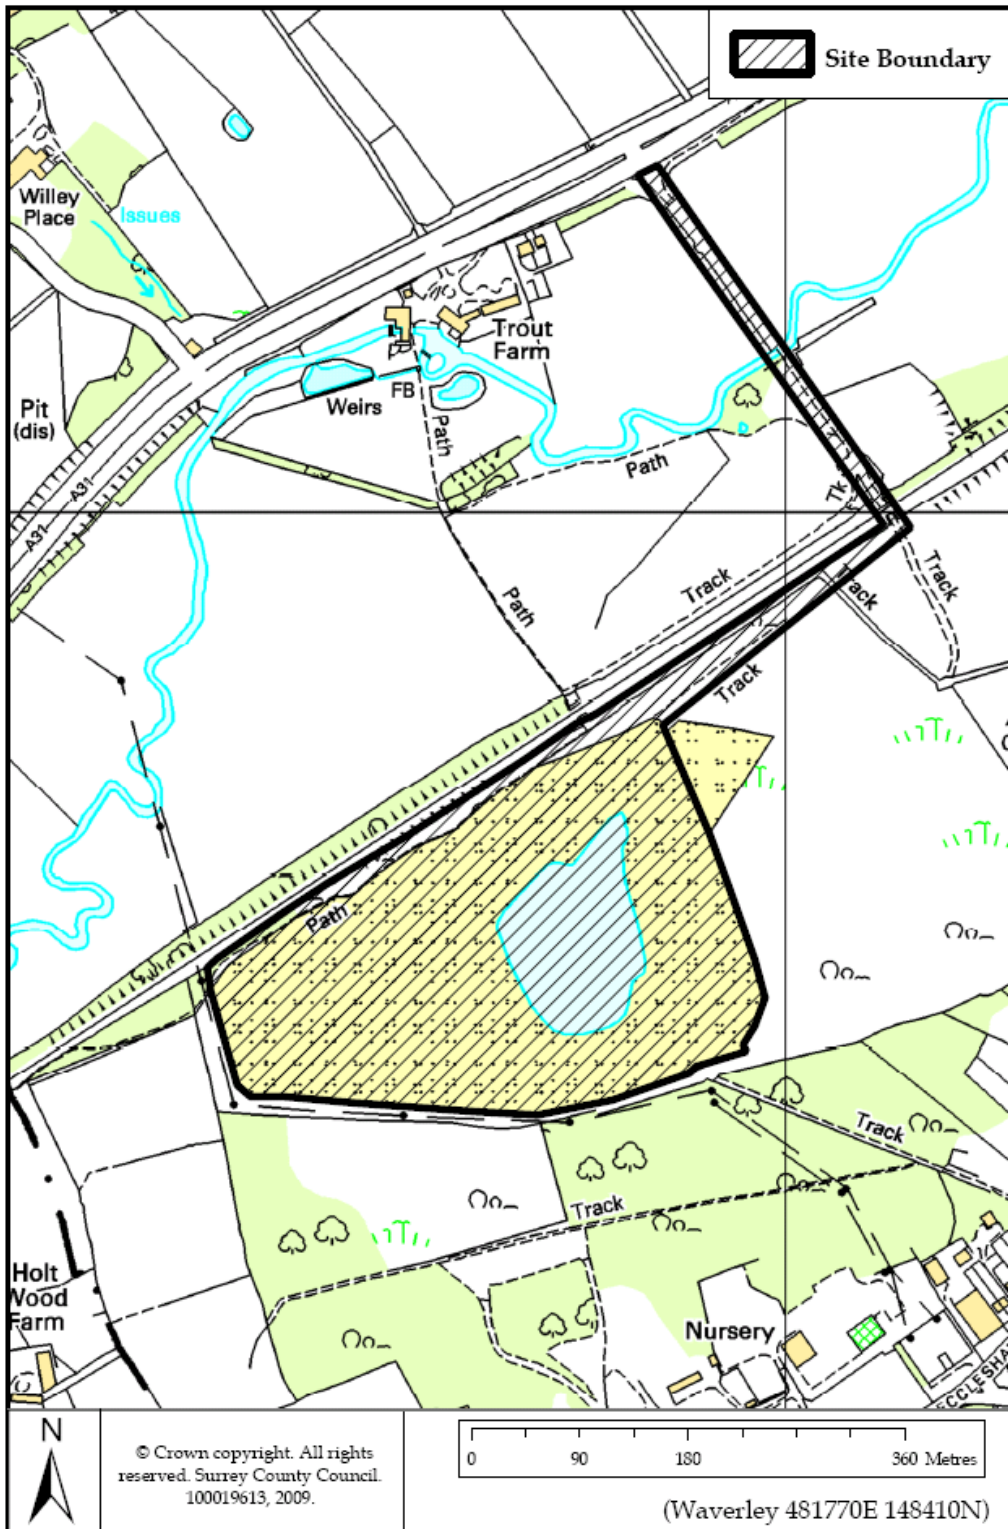 Site Boundary
Willey
Place
Issues
Trout
Farm
Pit
(dis)
Weirs
FB
Path
Path
Tk
A31
A31
Track
Track
Path
Track
Path
Track
Track
Holt
Wood
Farm
Nursery
ECCLESHA
N
© Crown copyright. All rights
reserved. Surrey County Council.
100019613, 2009.
0 90 180 360 Metres
(Waverley 481770E 148410N)